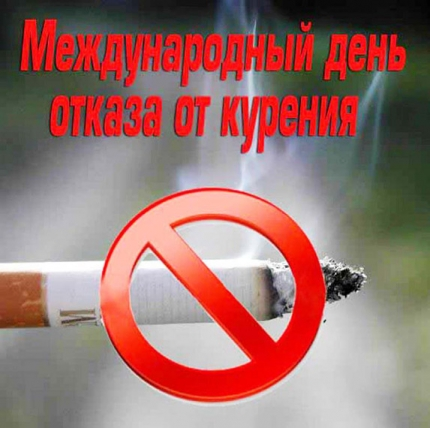 Международный день
отказа от курения